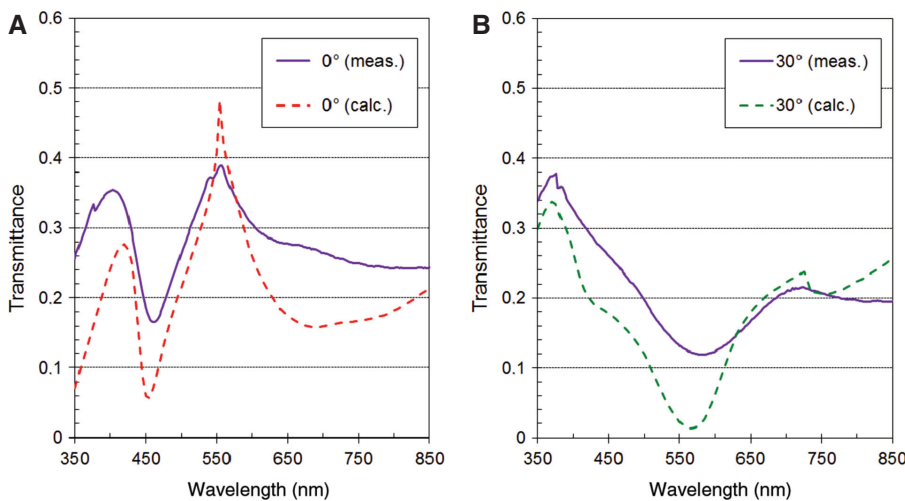 A
0.6
0.5
0.4
0.3
0.2
0.1
0
Transmittance
350
450
550
650
750
850
Wavelength (nm)
0° (meas.)
0° (calc.)
B
0.6
0.5
0.4
0.3
0.2
0.1
0
Transmittance
350
450
550
650
750
850
Wavelength (nm)
30° (meas.)
30° (calc.)